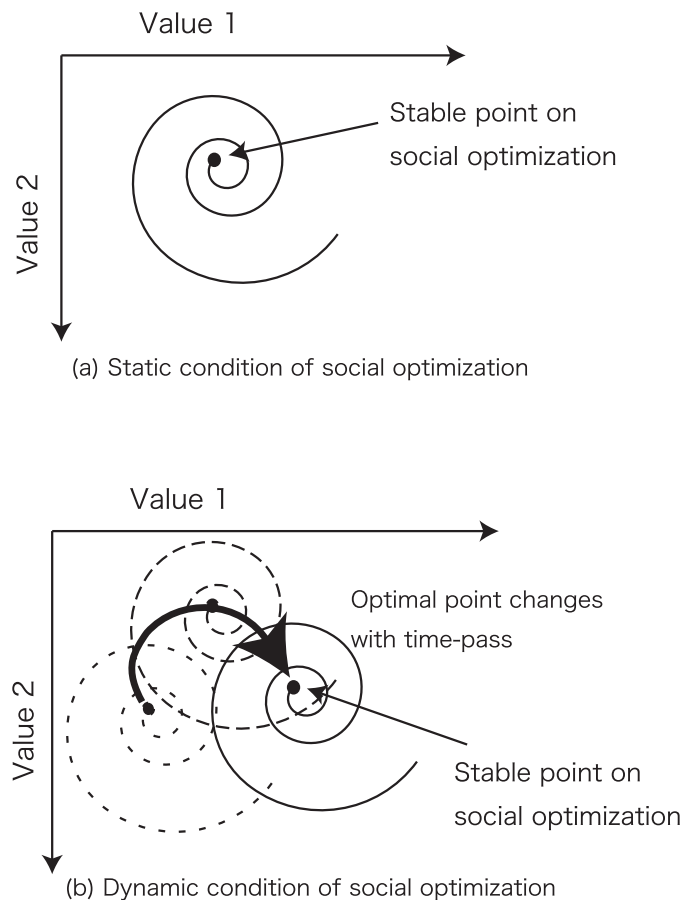 Value 1
Stable point on
social optimization
Value 2
(a) Static condition of social optimization
Value 1
Optimal point changes
with time-pass
Value 2
Stable point on
social optimization
(b) Dynamic condition of social optimization